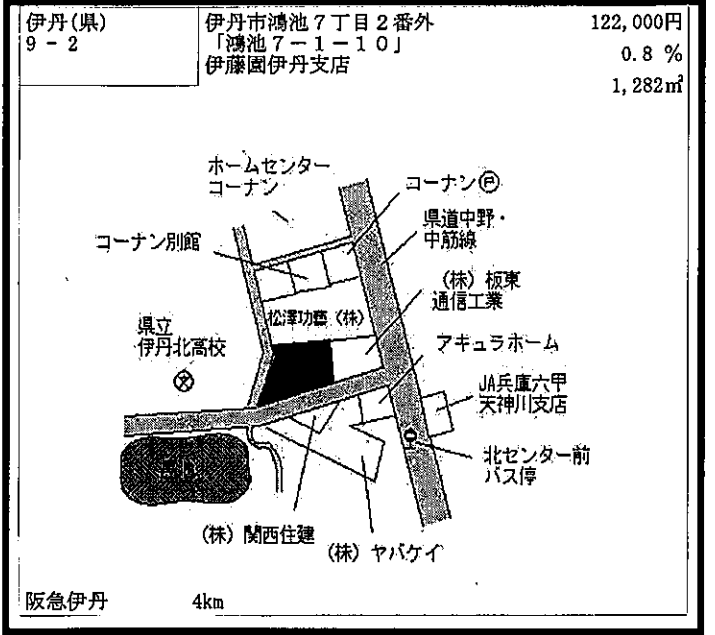 伊丹(県)
9-2
伊丹市鴻池7丁目2番外
「鴻池7-1-10」
伊藤園伊丹支店
122,000円
0.8 %
1,282㎡
ホームセンター
コーナン
コーナンⓅ
県道中野・
中筋線
コーナン別館
(株) 板東
通信工業
松澤功藝(株)
県立
伊丹北高校
アキュラホーム
JA兵庫六甲
天神川支店
北センター前
バス停
(株) 関西住建
(株) ヤバケイ
阪急伊丹
4km